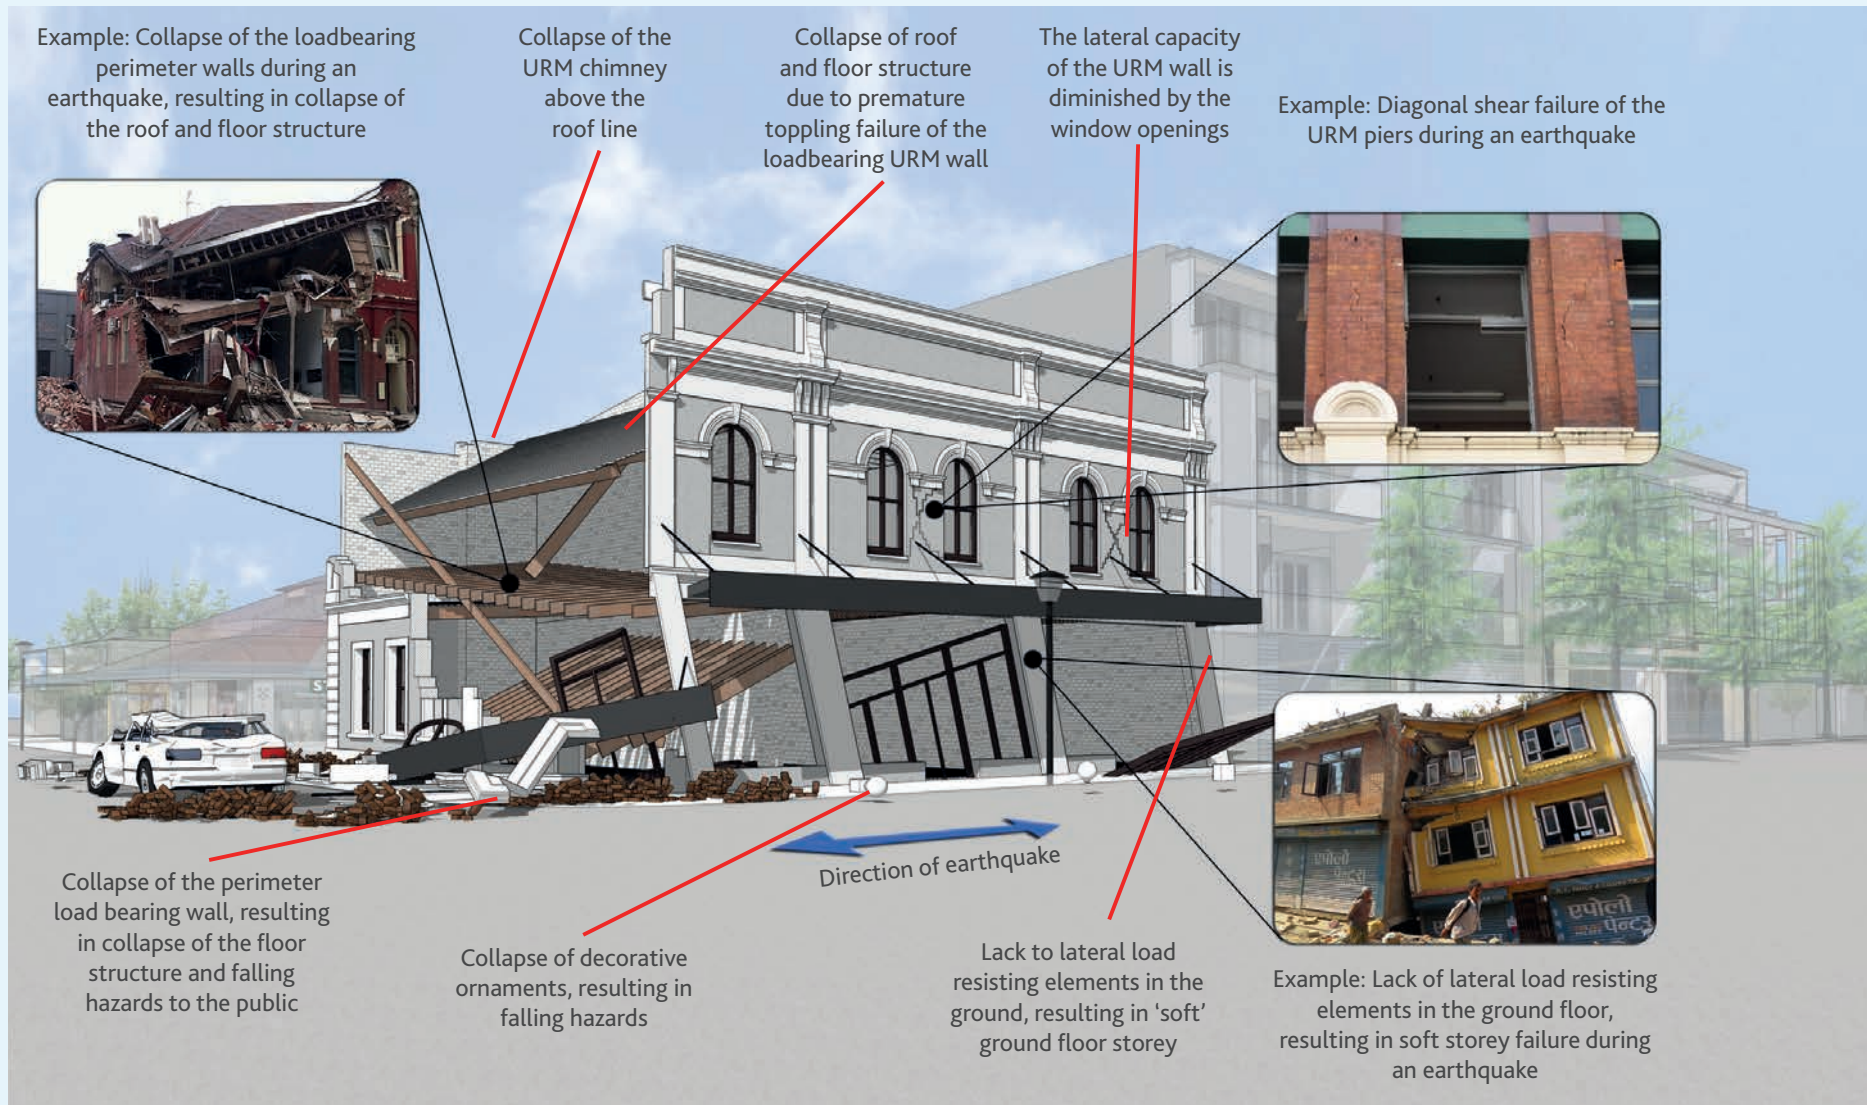 Example: Collapse of the loadbearing
perimeter walls during an
earthquake, resulting in collapse of
the roof and floor structure
Collapse of the
URM chimney
above the
roof line
Collapse of roof
and floor structure
due to premature
toppling failure of the
loadbearing URM wall
The lateral capacity
of the URM wall is
diminished by the
window openings
Example: Diagonal shear failure of the
URM piers during an earthquake
Direction of earthquake
Collapse of the perimeter
load bearing wall, resulting
in collapse of the floor
structure and falling
hazards to the public
Collapse of decorative
ornaments, resulting in
falling hazards
Lack to lateral load
resisting elements in the
ground, resulting in ‘soft’
ground floor storey
एपोलो
पेन्ट्स
एपोलो
Example: Lack of lateral load resisting
elements in the ground floor,
resulting in soft storey failure during
an earthquake